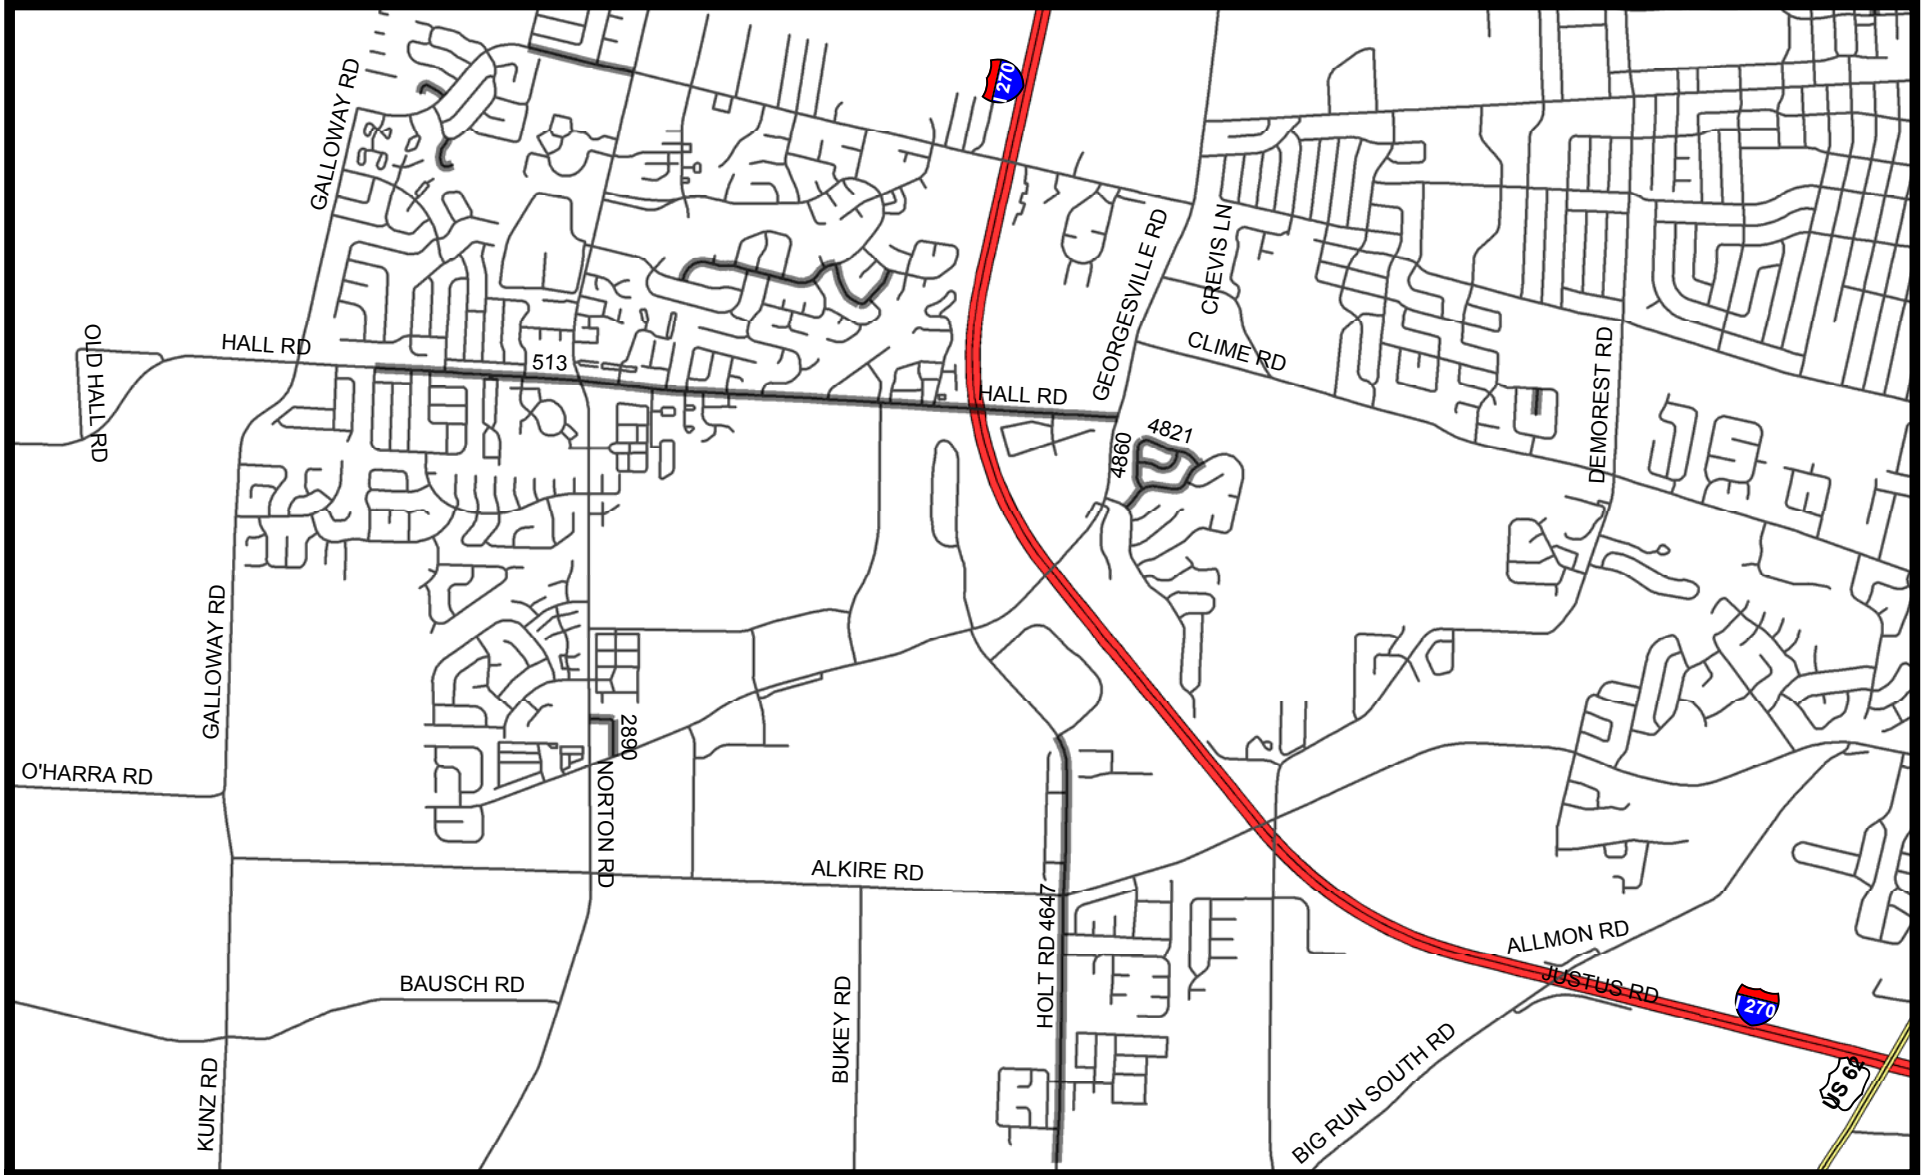 I 270
GALLOWAY RD
GEORGESVILLE RD
CREVIS LN
OLD HALL RD
HALL RD
513
CLIME RD
DEMOREST RD
HALL RD
4821
4860
GALLOWAY RD
2890
O'HARRA RD
NORTON RD
ALKIRE RD
HOLT RD 4647
ALLMON RD
JUSTUS RD
BAUSCH RD
BUKEY RD
I 270
BIG RUN SOUTH RD
KUNZ RD
US 62